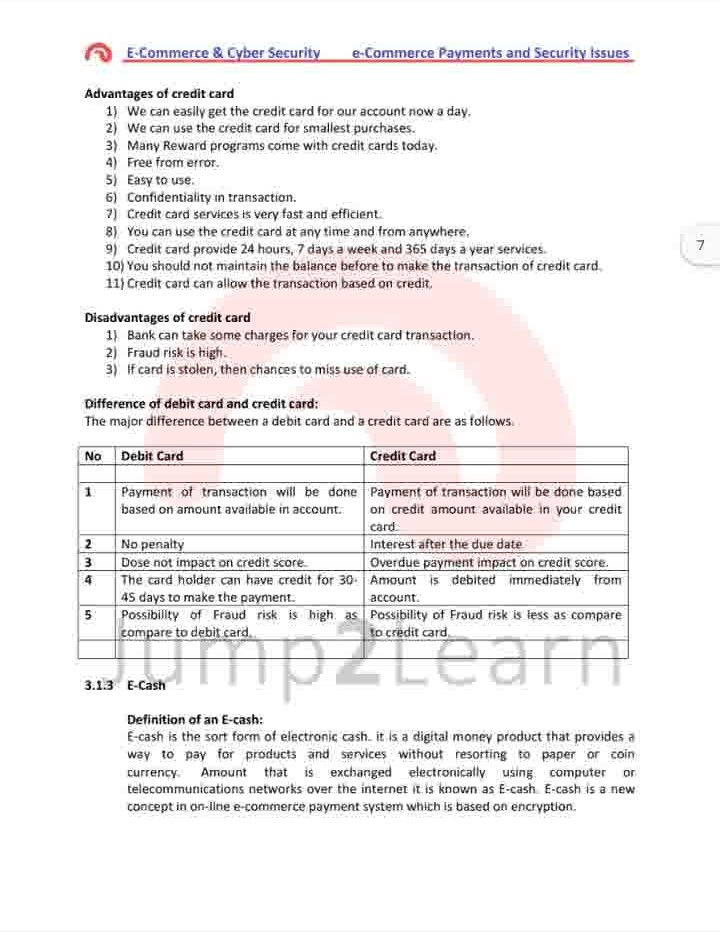 E-Commerce & Cyber Security e-Commerce Payments and Security Issues
Advantages of credit card
1) We can easily get the credit card for our account now a day.
2) We can use the credit card for smallest purchases.
3) Many Reward programs come with credit cards today.
4) Free from error.
5) Easy to use.
6) Confidentiality in transaction.
7) Credit card services is very fast and efficient.
8) You can use the credit card at any time and from anywhere.
9) Credit card provide 24 hours, 7 days a week and 365 days a year services.
7
10) You should not maintain the balance before to make the transaction of credit card.
11) Credit card can allow the transaction based on credit.
Disadvantages of credit card
1) Bank can take some charges for your credit card transaction.
2) Fraud risk is high.
3) If card is stolen, then chances to miss use of card.
Difference of debit card and credit card:
The major difference between a debit card and a credit card are as follows.
No Debit Card Credit Card
1 Payment of transaction will be done Payment of transaction will be done based
based on amount available in account. on credit amount available in your credit
card.
2 No penalty Interest after the due date
3 Dose not impact on credit score. Overdue payment impact on credit score.
4 The card holder can have credit for 30- Amount is debited immediately from
45 days to make the payment. account.
5 Possibility of Fraud risk is high as Possibility of Fraud risk is less as compare
compare to debit card. to credit card.
Jump2Learn
3.1.3 E-Cash
Definition of an E-cash:
E-cash is the sort form of electronic cash. it is a digital money product that provides a
way to pay for products and services without resorting to paper or coin
currency. Amount that is exchanged electronically using computer or
telecommunications networks over the internet it is known as E-cash. E-cash is a new
concept in on-line e-commerce payment system which is based on encryption.